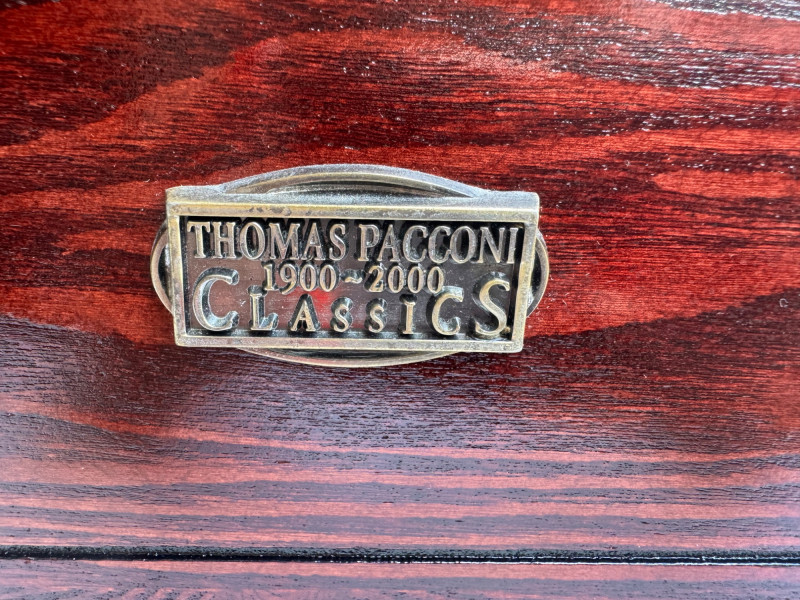 THOMAS PACCONI
1900~2000
CLASSICS